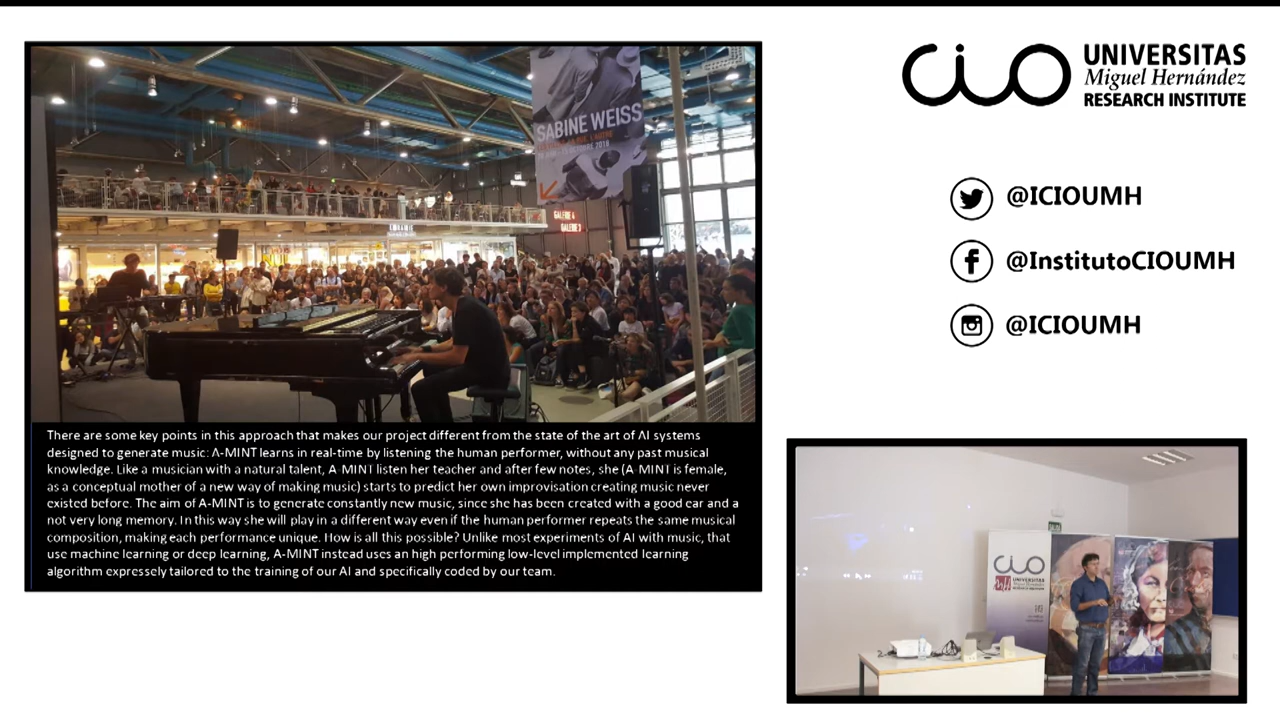 SABINE WEISS
GALERIE 4
GALERIE 3
There are some key points in this approach that makes our project different from the state of the art of AI systems
designed to generate music: A-MINT learns in real-time by listening the human performer, without any past musical
knowledge. Like a musician with a natural talent, A-MINT listen her teacher and after few notes, she (A-MINT is female,
as a conceptual mother of a new way of making music) starts to predict her own improvisation creating music never
existed before. The aim of A-MINT is to generate constantly new music, since she has been created with a good ear and a
not very long memory. In this way she will play in a different way even if the human performer repeats the same musical
composition, making each performance unique. How is all this possible? Unlike most experiments of AI with music, that
use machine learning or deep learning, A-MINT instead uses an high performing low-level implemented learning
algorithm expressely tailored to the training of our AI and specifically coded by our team.
cio
UNIVERSITAS
Miguel Hernández
RESEARCH INSTITUTE
@ICIOUMH
@InstitutoCIOUMH
@ICIOUMH
cio
UNIVERSITAS